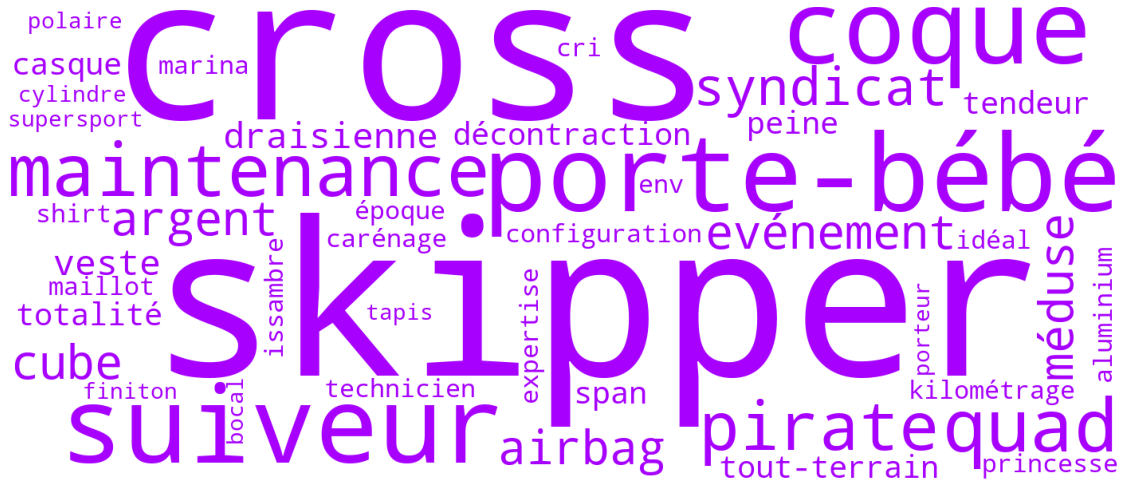 polaire
cross
cri
coque
casque
marina
syndicat
cylindre
tendeur
supersport
draisienne
décontraction
peine
maintenance
porte-bébé
env
shirt
argent
époque
carénage
configuration
evénement
idéal
méduse
veste
maillot
issambre
skipper
totalité
tapis
expertise
porteur
aluminium
cube
finiton
bocal
technicien
span
kilométrage
suiveur
airbag
pirate
quad
tout-terrain
princesse